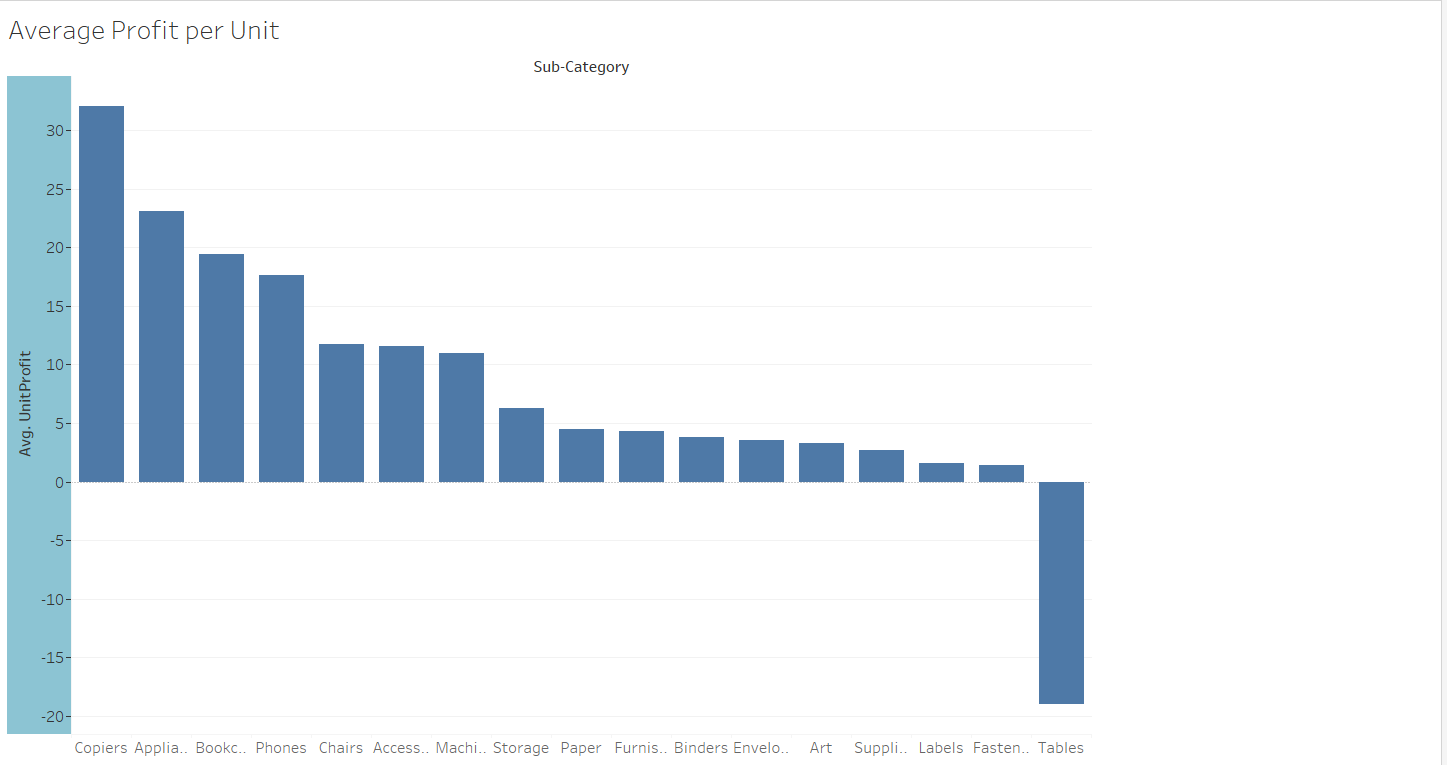 Average Profit per Unit
Sub-Category
Avg. UnitProfit
30
25
20
15
10
5
0
-5
-10
-15
-20
Copiers Applia.. Bookc.. Phones Chairs Access.. Machi.. Storage Paper Furnis.. Binders Envelo.. Art Suppli.. Labels Fasten.. Tables